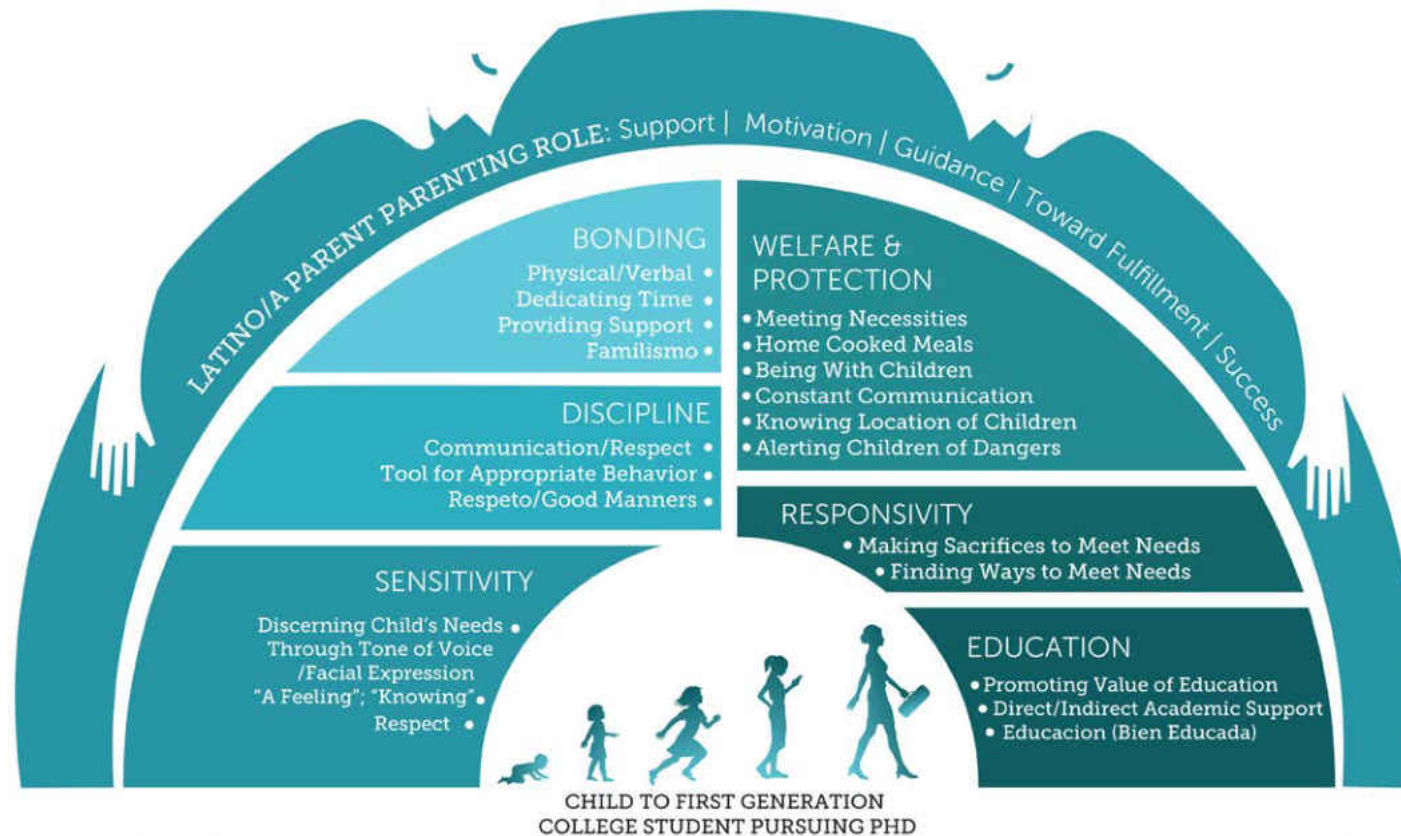 LATINO/A PARENT PARENTING ROLE: Support | Motivation | Guidance | Toward Fulfillment | Success
BONDING
Physical/Verbal •
Dedicating Time •
Providing Support •
Familismo •
DISCIPLINE
Communication/Respect •
Tool for Appropriate Behavior •
Respeto/Good Manners •
SENSITIVITY
Discerning Child's Needs •
Through Tone of Voice
/Facial Expression
"A Feeling"; "Knowing" •
Respect •
WELFARE &
PROTECTION
• Meeting Necessities
• Home Cooked Meals
• Being With Children
• Constant Communication
• Knowing Location of Children
• Alerting Children of Dangers
RESPONSIVITY
• Making Sacrifices to Meet Needs
• Finding Ways to Meet Needs
EDUCATION
• Promoting Value of Education
• Direct/Indirect Academic Support
• Educacion (Bien Educada)
CHILD TO FIRST GENERATION
COLLEGE STUDENT PURSUING PHD